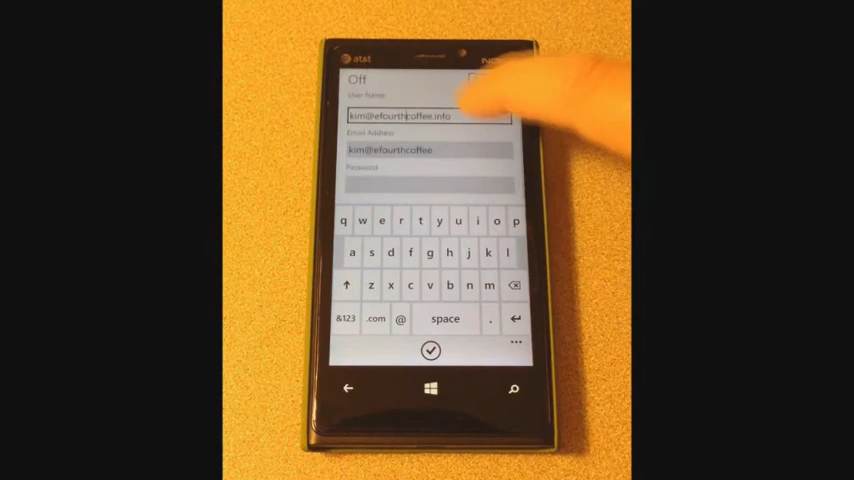 at&t
Off
User Name
kim@efourthcoffee.info
Email Address
kim@efourthcoffee
Password
q w e r t y u i o p
a s d f g h j k l
z x c v b n m
&123 .com @ space .